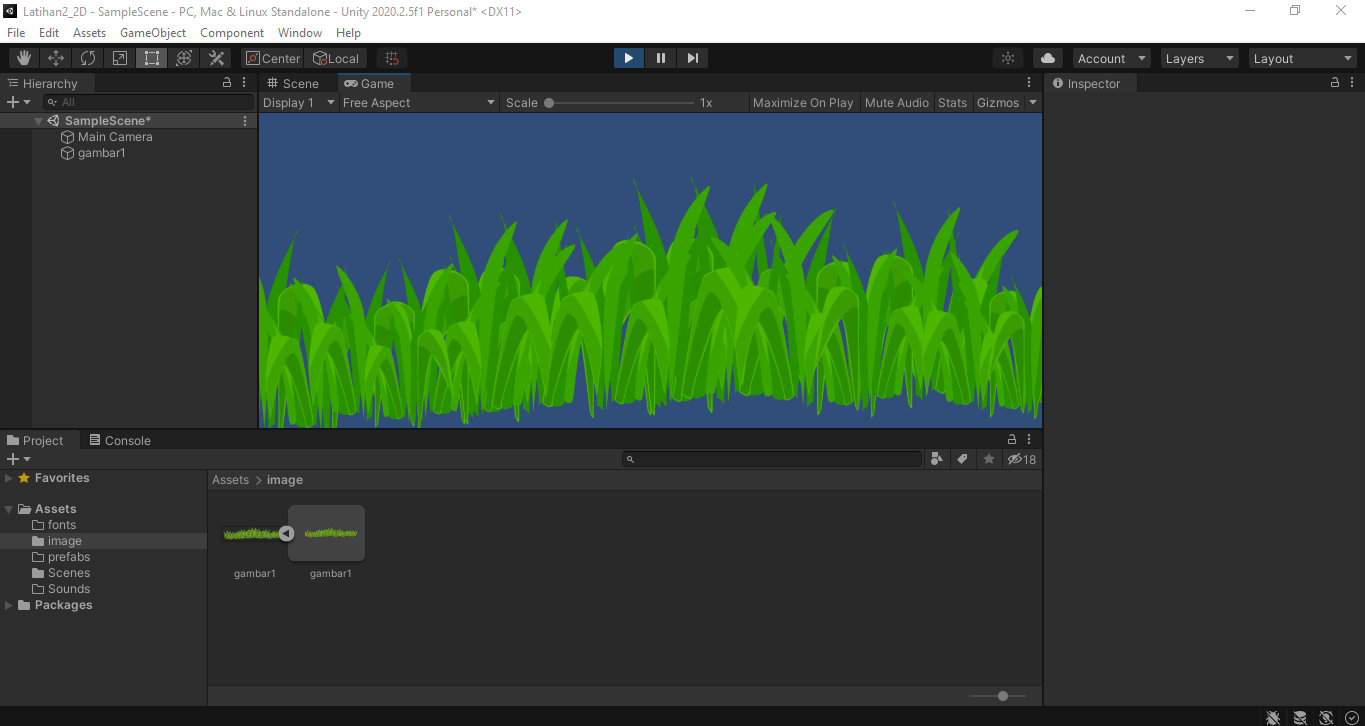 Latihan2_2D - SampleScene - PC, Mac & Linux Standalone - Unity 2020.2.5f1 Personal* <DX11>
File Edit Assets GameObject Component Window Help
Center Local Account Layers Layout
Hierarchy
Scene Game
Inspector
All
Display 1 Free Aspect Scale 1x Maximize On Play Mute Audio Stats Gizmos
SampleScene*
Main Camera
gambar1
Project Console
18
Favorites
Assets > image
Assets
fonts
image
prefabs
Scenes
Sounds
Packages
gambar1 gambar1